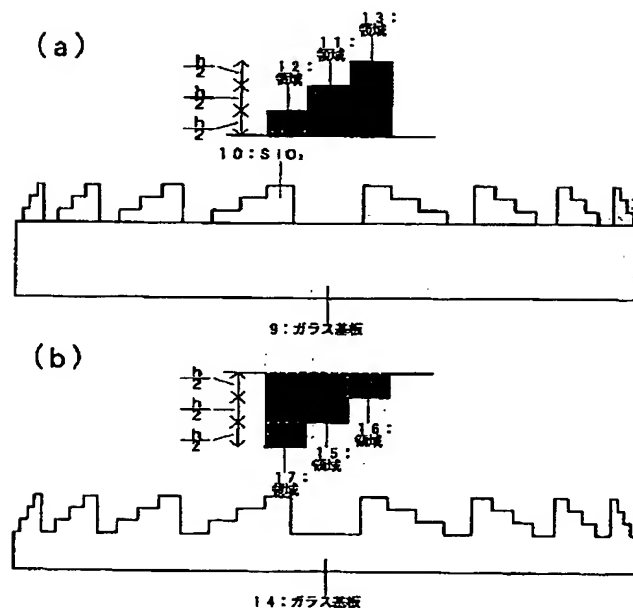 (a)
13:
領域
11:
領域
12:
領域
h/2
h/2
h/2
10:SiO₂
9:ガラス基板
(b)
h/2
h/2
h/2
16:
領域
15:
領域
17:
領域
14:ガラス基板